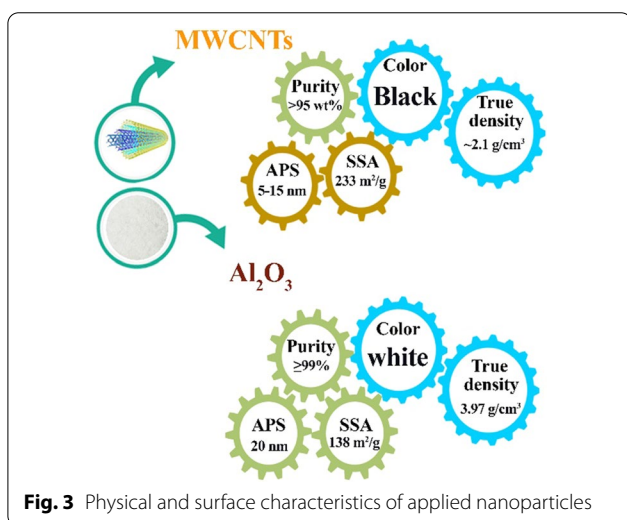 MWCNTs
Purity
>95 wt%
Color
Black
True
density
~2.1 g/cm³
APS
5-15 nm
SSA
233 m²/g
Al₂O₃
Purity
≥99%
Color
white
True
density
3.97 g/cm³
APS
20 nm
SSA
138 m²/g
Fig. 3 Physical and surface characteristics of applied nanoparticles